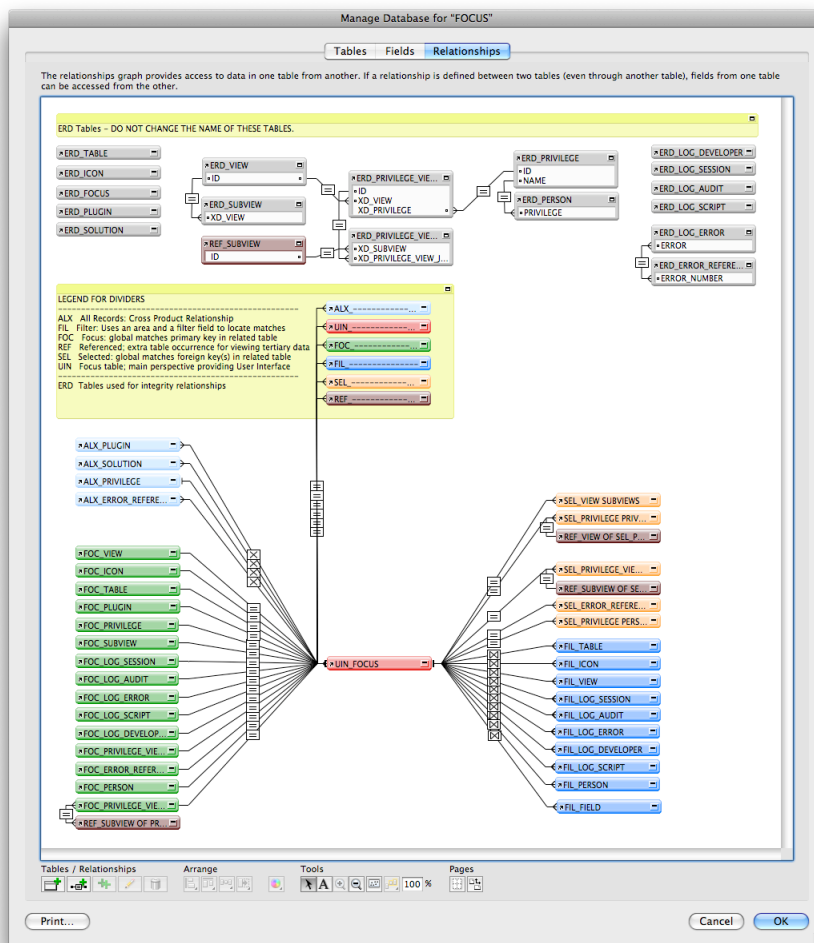 Manage Database for "FOCUS"
Tables Fields Relationships
The relationships graph provides access to data in one table from another. If a relationship is defined between two tables (even through another table), fields from one table
can be accessed from the other.
ERD Tables - DO NOT CHANGE THE NAME OF THESE TABLES.
ERD_TABLE
ERD_ICON
ERD_FOCUS
ERD_PLUGIN
ERD_SOLUTION
ERD_VIEW
ID
ERD_SUBVIEW
XD_VIEW
REF_SUBVIEW
ID
ERD_PRIVILEGE_VIE...
ID
XD_VIEW
XD_PRIVILEGE
ERD_PRIVILEGE_VI...
XD_SUBVIEW
XD_PRIVILEGE_VIEW_J...
ERD_PRIVILEGE
ID
NAME
ERD_PERSON
PRIVILEGE
ERD_LOG_DEVELOPER
ERD_LOG_SESSION
ERD_LOG_AUDIT
ERD_LOG_SCRIPT
ERD_LOG_ERROR
ERROR
ERD_ERROR_REFERE...
ERROR_NUMBER
LEGEND FOR DIVIDERS
------------------------------------------------------------
ALX All Records: Cross Product Relationship
FIL Filter: Uses an area and a filter field to locate matches
FOC Focus: global matches primary key in related table
REF Referenced; extra table occurrence for viewing tertiary data
SEL Selected: global matches foreign key(s) in related table
UIN Focus table; main perspective providing User Interface
------------------------------------------------------------
ERD Tables used for integrity relationships
ALX_------------...
UIN_------------...
FOC_------------...
FIL_------------...
SEL_------------...
REF_------------...
ALX_PLUGIN
ALX_SOLUTION
ALX_PRIVILEGE
ALX_ERROR_REFERE...
FOC_VIEW
FOC_ICON
FOC_TABLE
FOC_PLUGIN
FOC_PRIVILEGE
FOC_SUBVIEW
FOC_LOG_SESSION
FOC_LOG_AUDIT
FOC_LOG_ERROR
FOC_LOG_SCRIPT
FOC_LOG_DEVELOP...
FOC_PRIVILEGE_VIE...
FOC_ERROR_REFER...
FOC_PERSON
FOC_PRIVILEGE_VIE...
REF_SUBVIEW OF PR...
UIN_FOCUS
SEL_VIEW SUBVIEWS
SEL_PRIVILEGE PRIV...
REF_VIEW OF SEL_P...
SEL_PRIVILEGE_VIE...
REF_SUBVIEW OF SE...
SEL_ERROR_REFERE...
SEL_PRIVILEGE PERS...
FIL_TABLE
FIL_ICON
FIL_VIEW
FIL_LOG_SESSION
FIL_LOG_AUDIT
FIL_LOG_ERROR
FIL_LOG_DEVELOPER
FIL_LOG_SCRIPT
FIL_PERSON
FIL_FIELD
Tables / Relationships Arrange Tools Pages
A 100 %
Print... Cancel OK